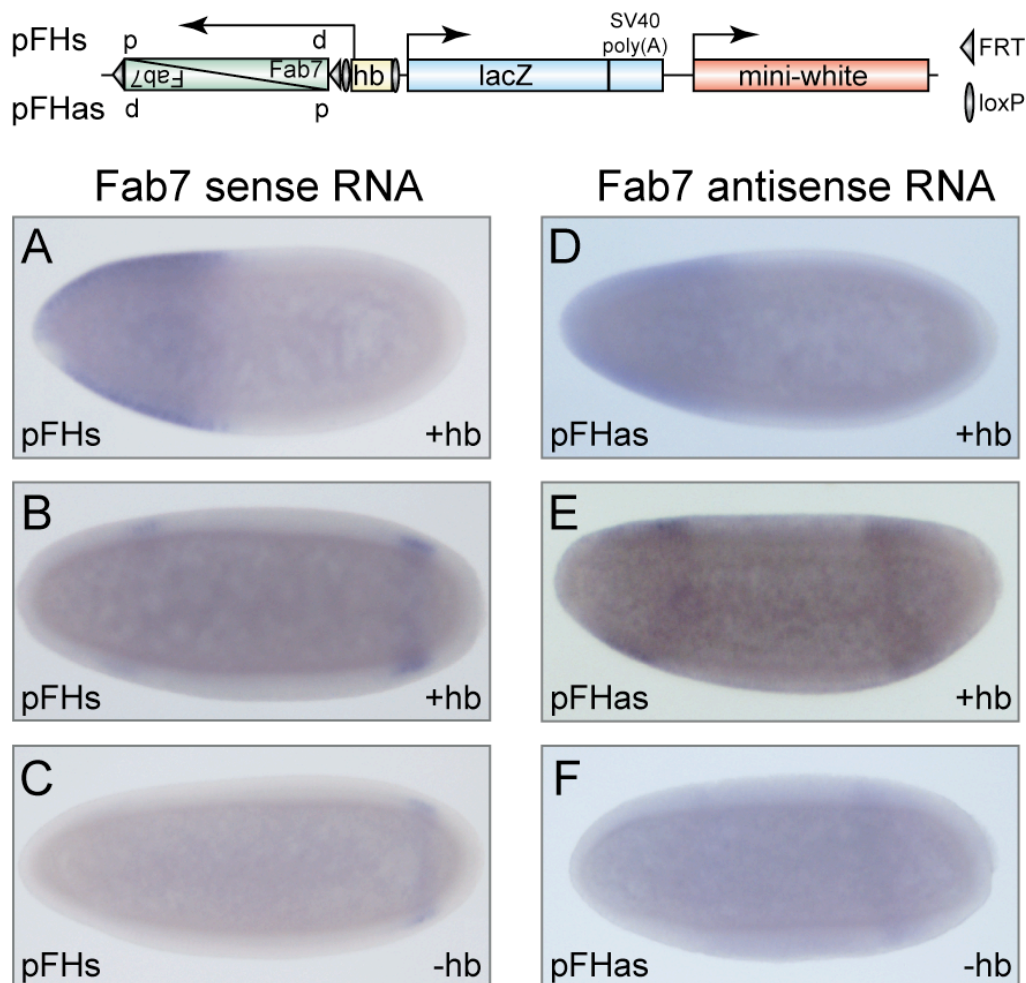 pFHs p d SV40 poly(A) FRT
Fab7 Fab7 hb lacZ mini-white
pFHas d p loxP
Fab7 sense RNA Fab7 antisense RNA
A D
pFHs +hb pFHas +hb
B E
pFHs +hb pFHas +hb
C F
pFHs -hb pFHas -hb